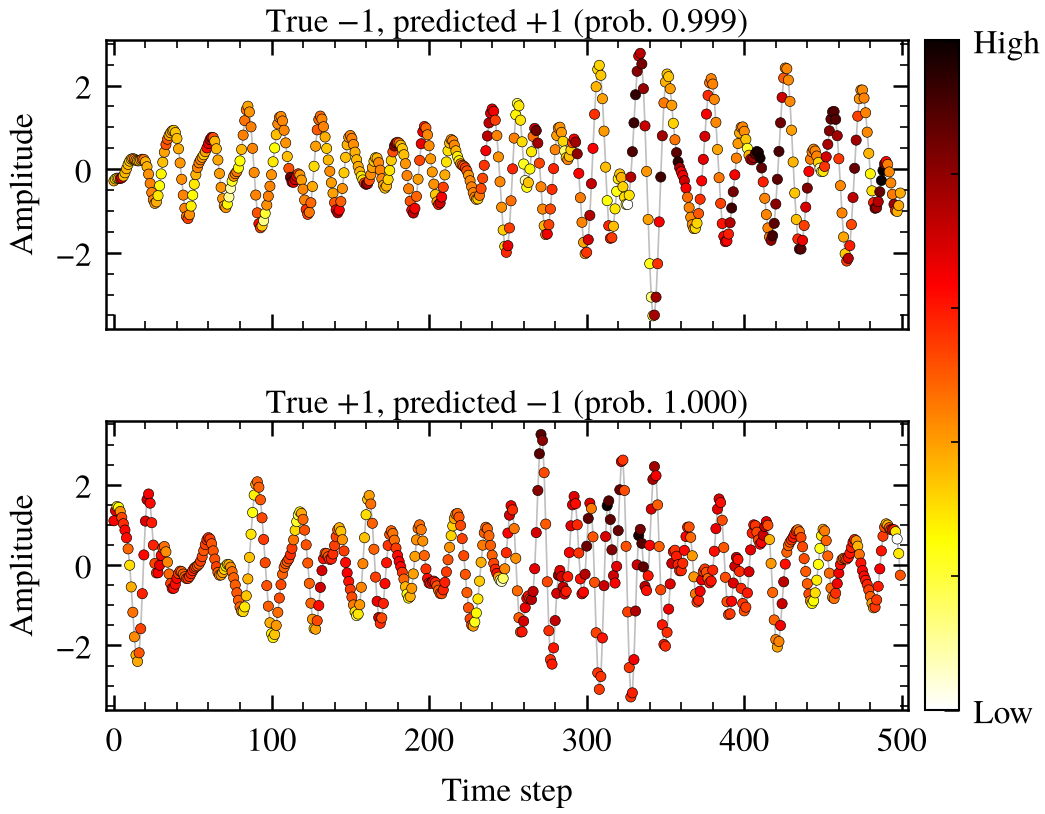 True −1, predicted +1 (prob. 0.999)
High
2
0
−2
Amplitude
True +1, predicted −1 (prob. 1.000)
2
0
−2
Amplitude
Low
0 100 200 300 400 500
Time step